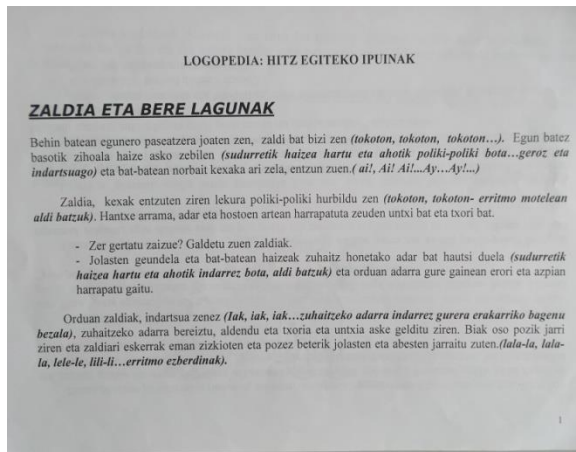 LOGOPEDIA: HITZ EGITEKO IPUINAK
ZALDIA ETA BERE LAGUNAK
Behin batean egunero paseatzera joaten zen, zaldi bat bizi zen (tokoton, tokoton, tokoton…). Egun batez
basotik zihoala haize asko zebilen (sudurretik haizea hartu eta ahotik poliki-poliki bota…geroz eta
indartsuago) eta bat-batean norbait kexaka ari zela, entzun zuen.( ai!, Ai! Ai!...Ay…Ay!...)
Zaldia, kexak entzuten ziren lekura poliki-poliki hurbildu zen (tokoton, tokoton- erritmo motelean
aldi batzuk). Hantxe arrama, adar eta hostoen artean harrapatuta zeuden untxi bat eta txori bat.
- Zer gertatu zaizue? Galdetu zuen zaldiak.
- Jolasten geundela eta bat-batean haizeak zuhaitz honetako adar bat hautsi duela (sudurretik
haizea hartu eta ahotik indarrez bota, aldi batzuk) eta orduan adarra gure gainean erori eta azpian
harrapatu gaitu.
Orduan zaldiak, indartsua zenez (Iak, iak, iak…zuhaitzeko adarra indarrez gurera erakarriko bagenu
bezala), zuhaitzeko adarra bereiztu, aldendu eta txoria eta untxia aske gelditu ziren. Biak oso pozik jarri
ziren eta zaldiari eskerrak eman zizkioten eta pozez beterik jolasten eta abesten jarraitu zuten.(lala-la, lala-
la, lele-le, lili-li…erritmo ezberdinak).
1